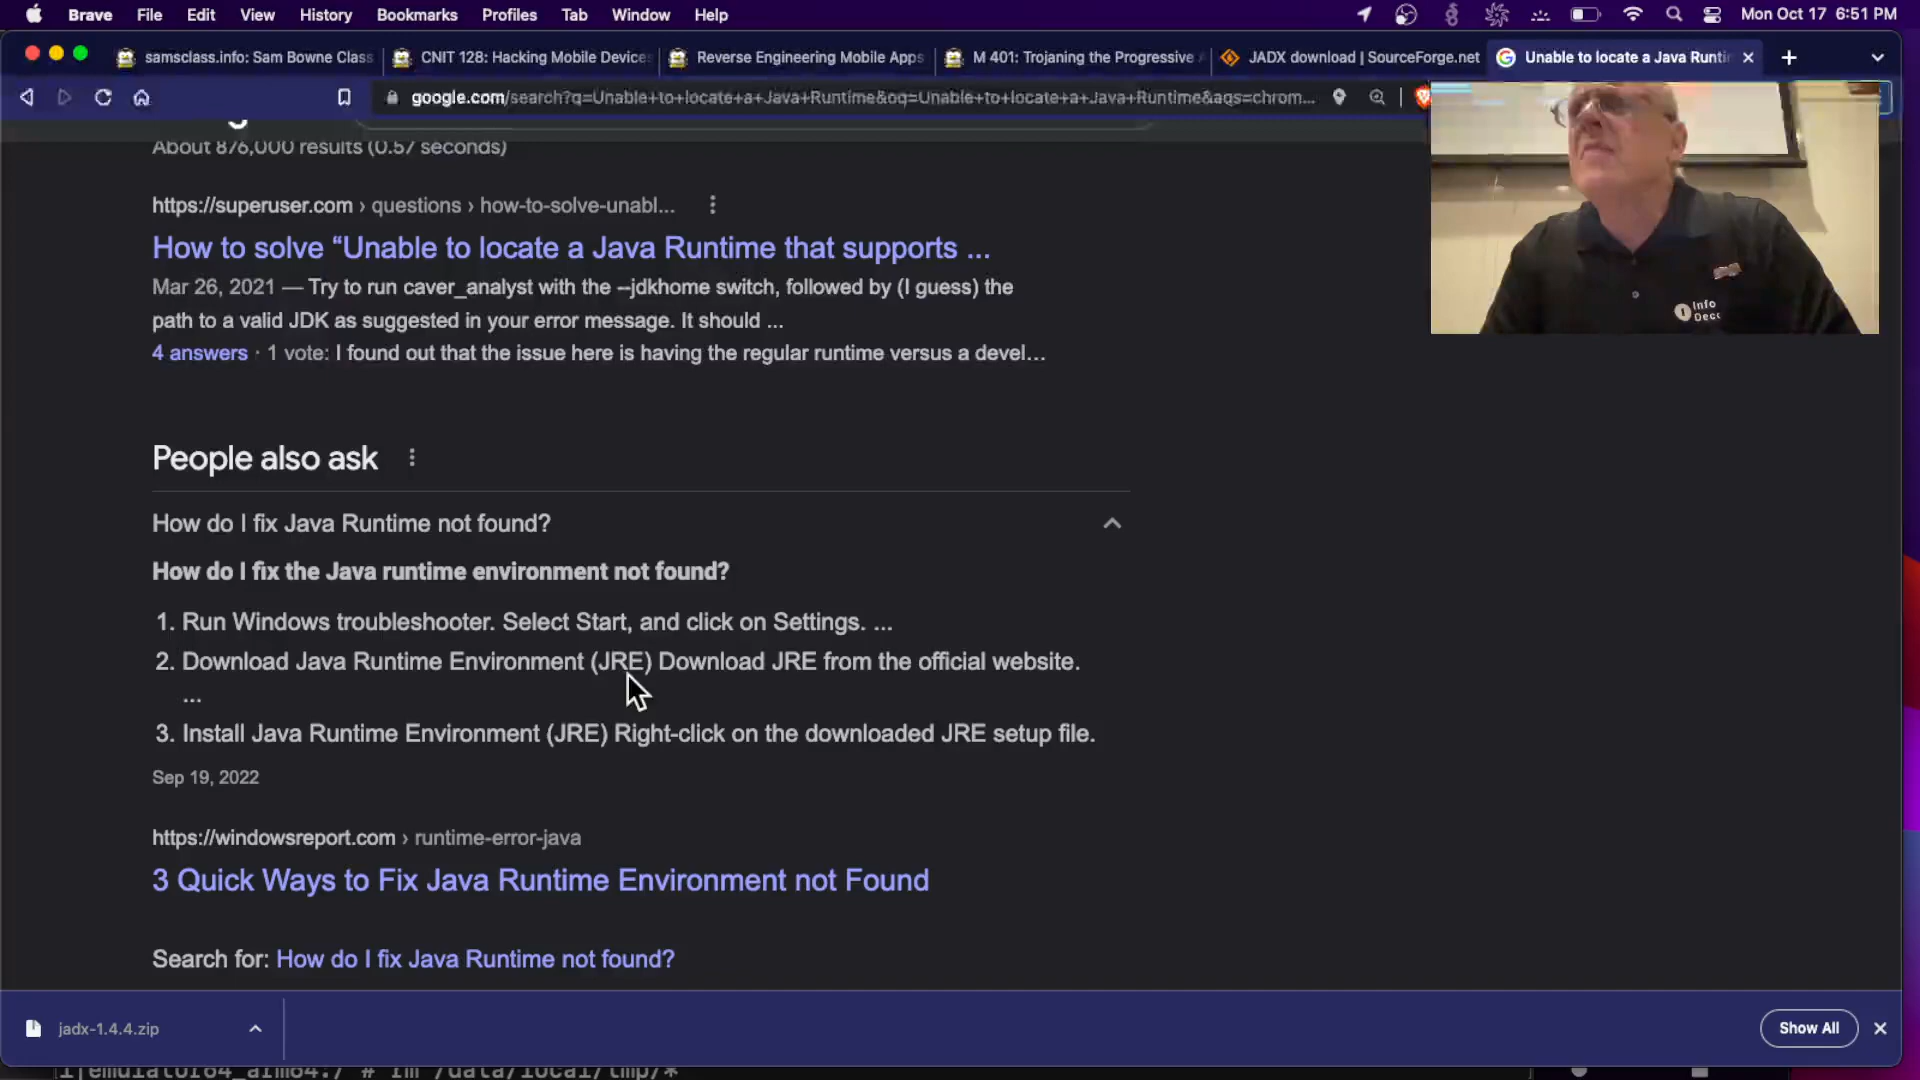 Brave File Edit View History Bookmarks Profiles Tab Window Help Mon Oct 17 6:51 PM
samsclass.info: Sam Bowne Class CNIT 128: Hacking Mobile Devices Reverse Engineering Mobile Apps M 401: Trojaning the Progressive JADX download | SourceForge.net Unable to locate a Java Runti
google.com/search?q=Unable+to+locate+a+Java+Runtime&oq=Unable+to+locate+a+Java+Runtime&aqs=chrom...
About 876,000 results (0.57 seconds)
https://superuser.com › questions › how-to-solve-unabl...
How to solve “Unable to locate a Java Runtime that supports ...
Mar 26, 2021 — Try to run caver_analyst with the --jdkhome switch, followed by (I guess) the
path to a valid JDK as suggested in your error message. It should ...
4 answers · 1 vote: I found out that the issue here is having the regular runtime versus a devel...
Info
People also ask
How do I fix Java Runtime not found?
How do I fix the Java runtime environment not found?
1. Run Windows troubleshooter. Select Start, and click on Settings. ...
2. Download Java Runtime Environment (JRE) Download JRE from the official website.
...
3. Install Java Runtime Environment (JRE) Right-click on the downloaded JRE setup file.
Sep 19, 2022
https://windowsreport.com › runtime-error-java
3 Quick Ways to Fix Java Runtime Environment not Found
Search for: How do I fix Java Runtime not found?
jadx-1.4.4.zip
Show All
emulator64_arm64:/ # rm /data/local/tmp/*